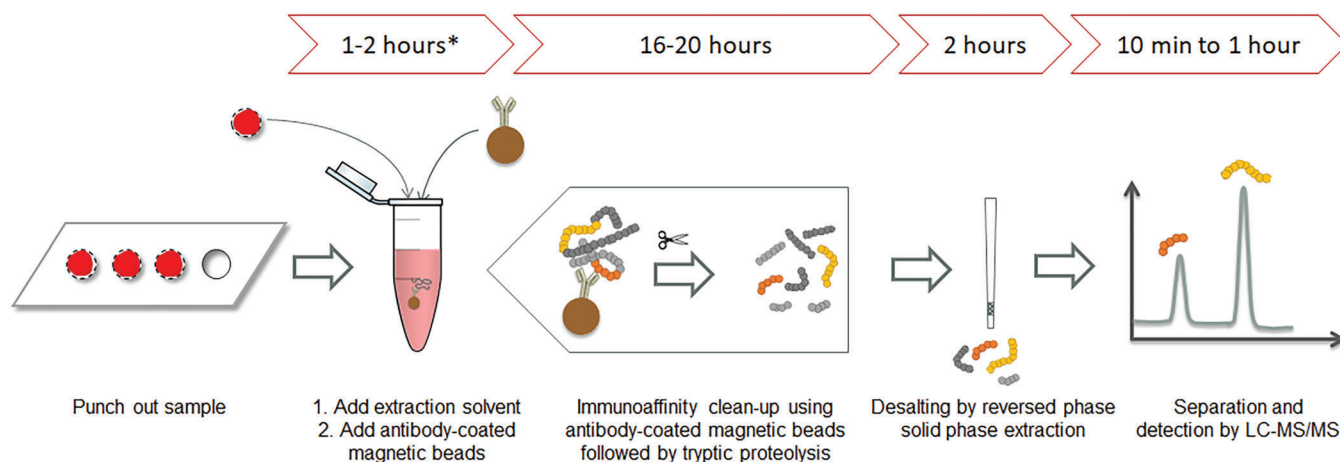 1-2 hours*
16-20 hours
2 hours
10 min to 1 hour
Punch out sample
1. Add extraction solvent
2. Add antibody-coated
magnetic beads
Immunoaffinity clean-up using
antibody-coated magnetic beads
followed by tryptic proteolysis
Desalting by reversed phase
solid phase extraction
Separation and
detection by LC-MS/MS